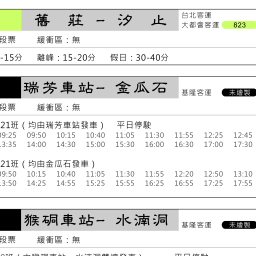 舊 莊－汐 止
台北客運
大都會客運 823
段票 緩衝區：無
-15分 離峰：15-20分 假日：30-40分
瑞芳車站－ 金瓜石
基隆客運 未繪製
段票 緩衝區：無
21班（均由瑞芳車站發車） 平日停駛
09:25 09:50 10:15 10:40 11:05 11:30 11:55 12:25 12:45
13:35 14:00 14:30 15:00 15:30 16:00 16:30 17:00 17:30
21班（均由金瓜石發車）
09:50 10:15 10:40 11:05 11:30 11:55 12:20 12:50 13:10
13:50 14:25 14:55 15:25 15:55 16:25 16:55 17:25 17:55
猴硐車站－ 水湳洞
基隆客運 未繪製
段票 緩衝區：無